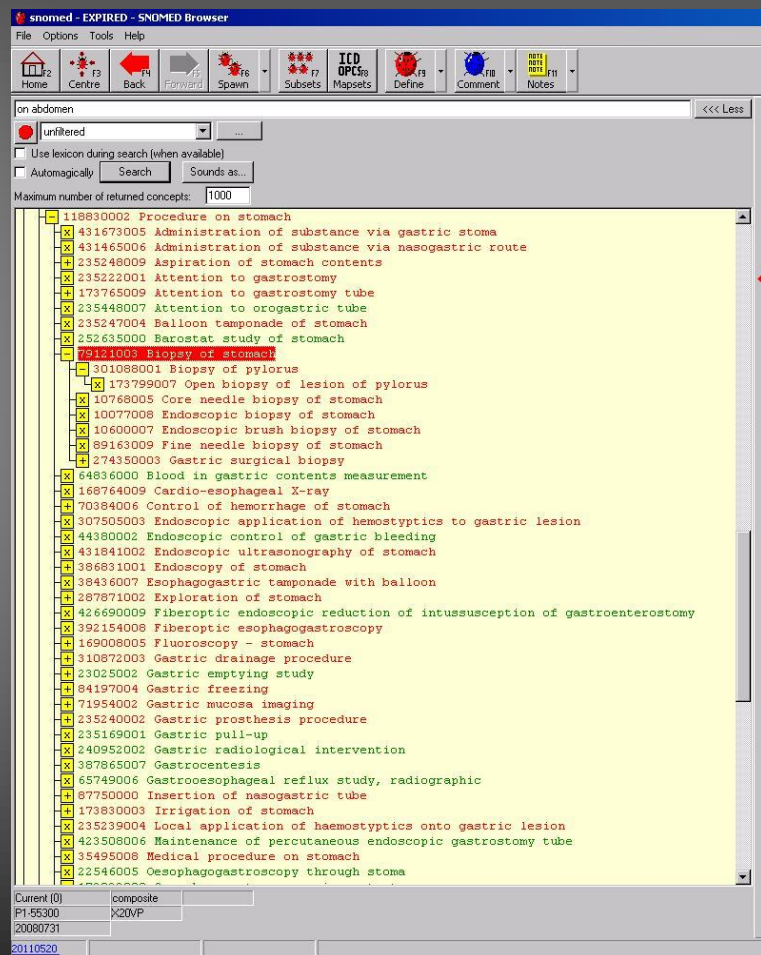 snomed - EXPIRED - SNOMED Browser
File Options Tools Help
F2 F3 F4 F5 F6 F7 ICD OPCS F8 F9 F10 NOTE NOTE NOTE NOTE F11
Home Centre Back Forward Spawn Subsets Mapsets Define Comment Notes
on abdomen <<< Less
unfiltered ...
Use lexicon during search (when available)
Automagically Search Sounds as...
Maximum number of returned concepts: 1000
118830002 Procedure on stomach
431673005 Administration of substance via gastric stoma
431465006 Administration of substance via nasogastric route
235248009 Aspiration of stomach contents
235222001 Attention to gastrostomy
173765009 Attention to gastrostomy tube
235448007 Attention to orogastric tube
235247004 Balloon tamponade of stomach
252635000 Barostat study of stomach
79121003 Biopsy of stomach
301088001 Biopsy of pylorus
173799007 Open biopsy of lesion of pylorus
10768005 Core needle biopsy of stomach
10077008 Endoscopic biopsy of stomach
10600007 Endoscopic brush biopsy of stomach
89163009 Fine needle biopsy of stomach
274350003 Gastric surgical biopsy
64836000 Blood in gastric contents measurement
168764009 Cardio-esophageal X-ray
70384006 Control of hemorrhage of stomach
307505003 Endoscopic application of hemostyptics to gastric lesion
44380002 Endoscopic control of gastric bleeding
431841002 Endoscopic ultrasonography of stomach
386831001 Endoscopy of stomach
38436007 Esophagogastric tamponade with balloon
287871002 Exploration of stomach
426690009 Fiberoptic endoscopic reduction of intussusception of gastroenterostomy
392154008 Fiberoptic esophagogastroscopy
169008005 Fluoroscopy - stomach
310872003 Gastric drainage procedure
23025002 Gastric emptying study
84197004 Gastric freezing
71954002 Gastric mucosa imaging
235240002 Gastric prosthesis procedure
235169001 Gastric pull-up
240952002 Gastric radiological intervention
387865007 Gastrocentesis
65749006 Gastrooesophageal reflux study, radiographic
87750000 Insertion of nasogastric tube
173830003 Irrigation of stomach
235239004 Local application of haemostyptics onto gastric lesion
423508006 Maintenance of percutaneous endoscopic gastrostomy tube
35495008 Medical procedure on stomach
22546005 Oesophagogastroscopy through stoma
Current (0) composite
P1-55300 X20VP
20080731
20110520